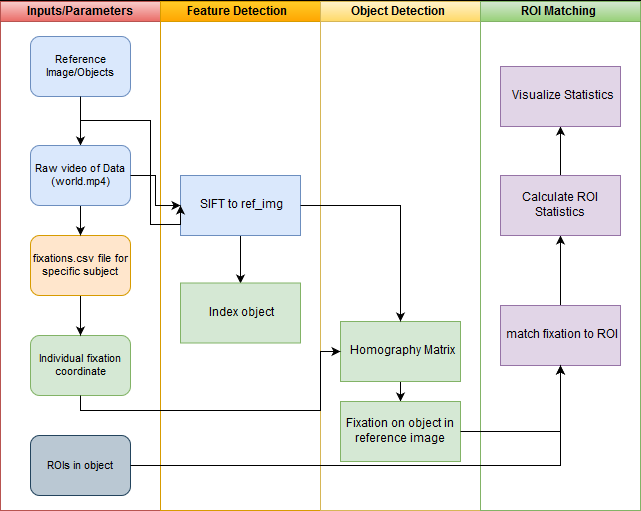 Inputs/Parameters
Feature Detection
Object Detection
ROI Matching
Reference
Image/Objects
Raw video of Data
(world.mp4)
fixations.csv file for
specific subject
Individual fixation
coordinate
ROIs in object
SIFT to ref_img
Index object
Homography Matrix
Fixation on object in
reference image
Visualize Statistics
Calculate ROI
Statistics
match fixation to ROI